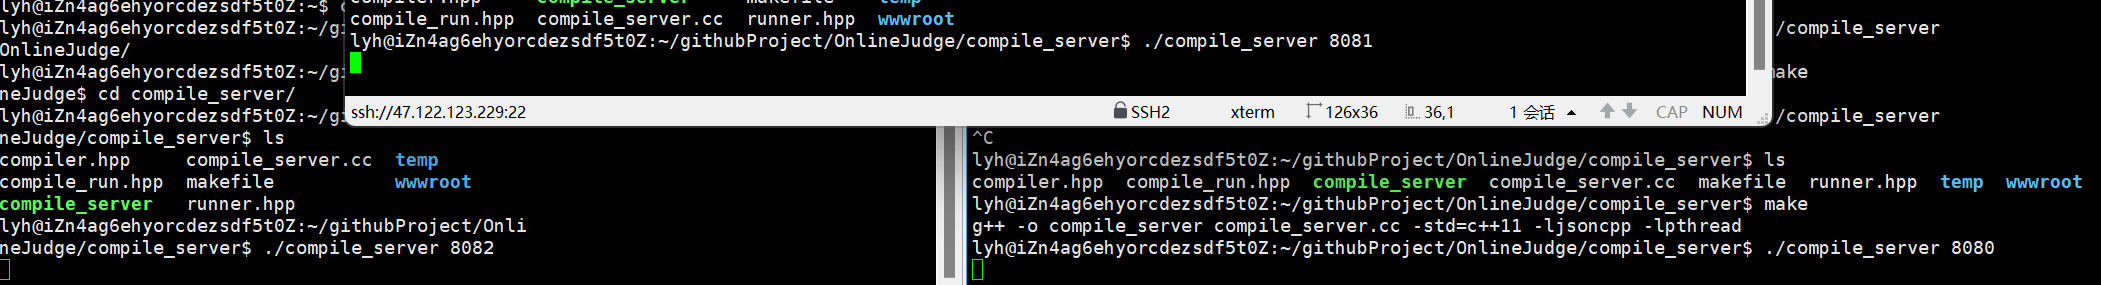 lyh@iZn4ag6ehyorcdezsdf5t0Z:~$
lyh@iZn4ag6ehyorcdezsdf5t0Z:~/gi
OnlineJudge/
lyh@iZn4ag6ehyorcdezsdf5t0Z:~/gi
neJudge$ cd compile_server/
lyh@iZn4ag6ehyorcdezsdf5t0Z:~/gi
neJudge/compile_server$ ls
compiler.hpp compile_server.cc temp
compile_run.hpp makefile wwwroot
compile_server runner.hpp
lyh@iZn4ag6ehyorcdezsdf5t0Z:~/githubProject/Onli
neJudge/compile_server$ ./compile_server 8082
compiler.hpp compile_server makefile temp
compile_run.hpp compile_server.cc runner.hpp wwwroot
lyh@iZn4ag6ehyorcdezsdf5t0Z:~/githubProject/OnlineJudge/compile_server$ ./compile_server 8081
ssh://47.122.123.229:22 SSH2 xterm 126x36 36,1 1 会话 CAP NUM
/compile_server
make
/compile_server
^C
lyh@iZn4ag6ehyorcdezsdf5t0Z:~/githubProject/OnlineJudge/compile_server$ ls
compiler.hpp compile_run.hpp compile_server compile_server.cc makefile runner.hpp temp wwwroot
lyh@iZn4ag6ehyorcdezsdf5t0Z:~/githubProject/OnlineJudge/compile_server$ make
g++ -o compile_server compile_server.cc -std=c++11 -ljsoncpp -lpthread
lyh@iZn4ag6ehyorcdezsdf5t0Z:~/githubProject/OnlineJudge/compile_server$ ./compile_server 8080